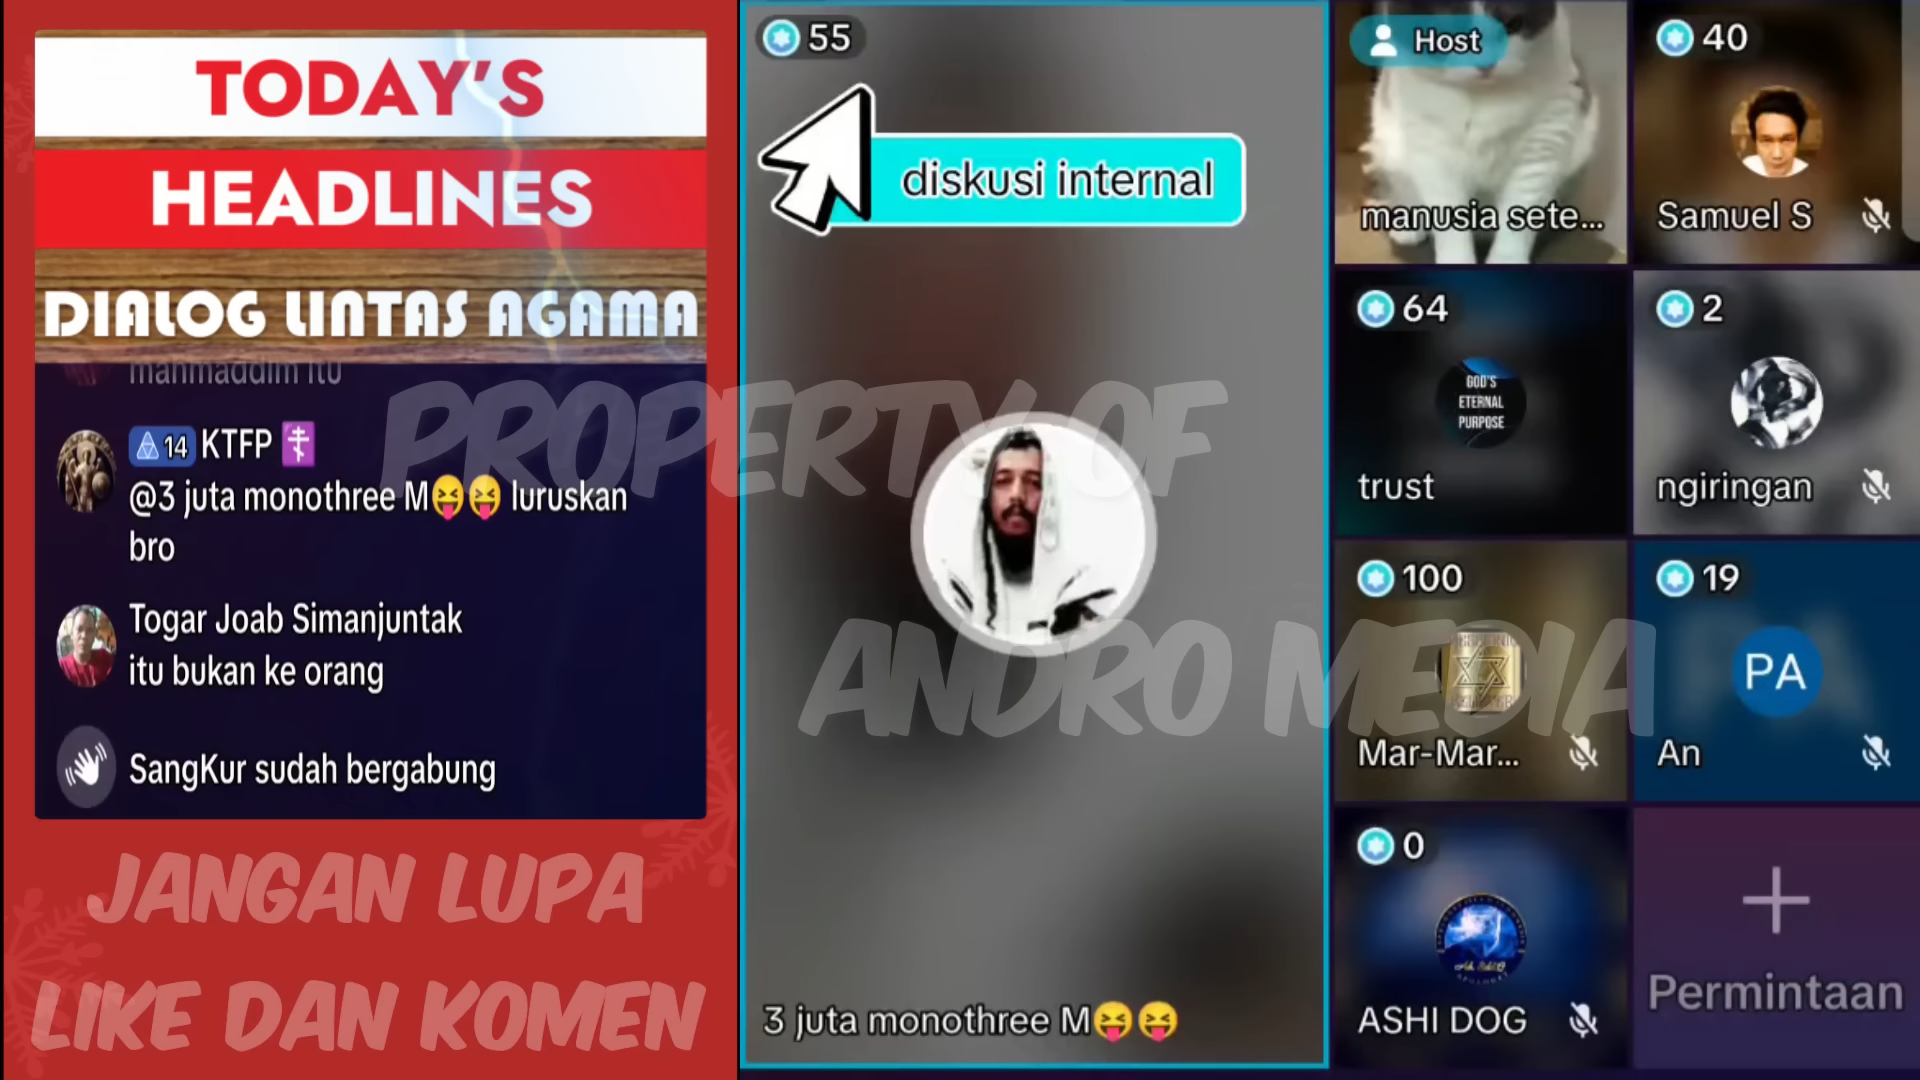 TODAY'S
HEADLINES
DIALOG LINTAS AGAMA
mahmaddim itu
14 KTFP
@3 juta monothree M😝😝 luruskan
bro
Togar Joab Simanjuntak
itu bukan ke orang
SangKur sudah bergabung
JANGAN LUPA
LIKE DAN KOMEN
55
diskusi internal
3 juta monothree M😝😝
PROPERTY OF
ANDRO MEDIA
Host
manusia sete...
40
Samuel S
64
GOD'S
ETERNAL
PURPOSE
trust
2
ngiringan
100
Mar-Mar...
19
PA
An
0
ASHI DOG
Permintaan